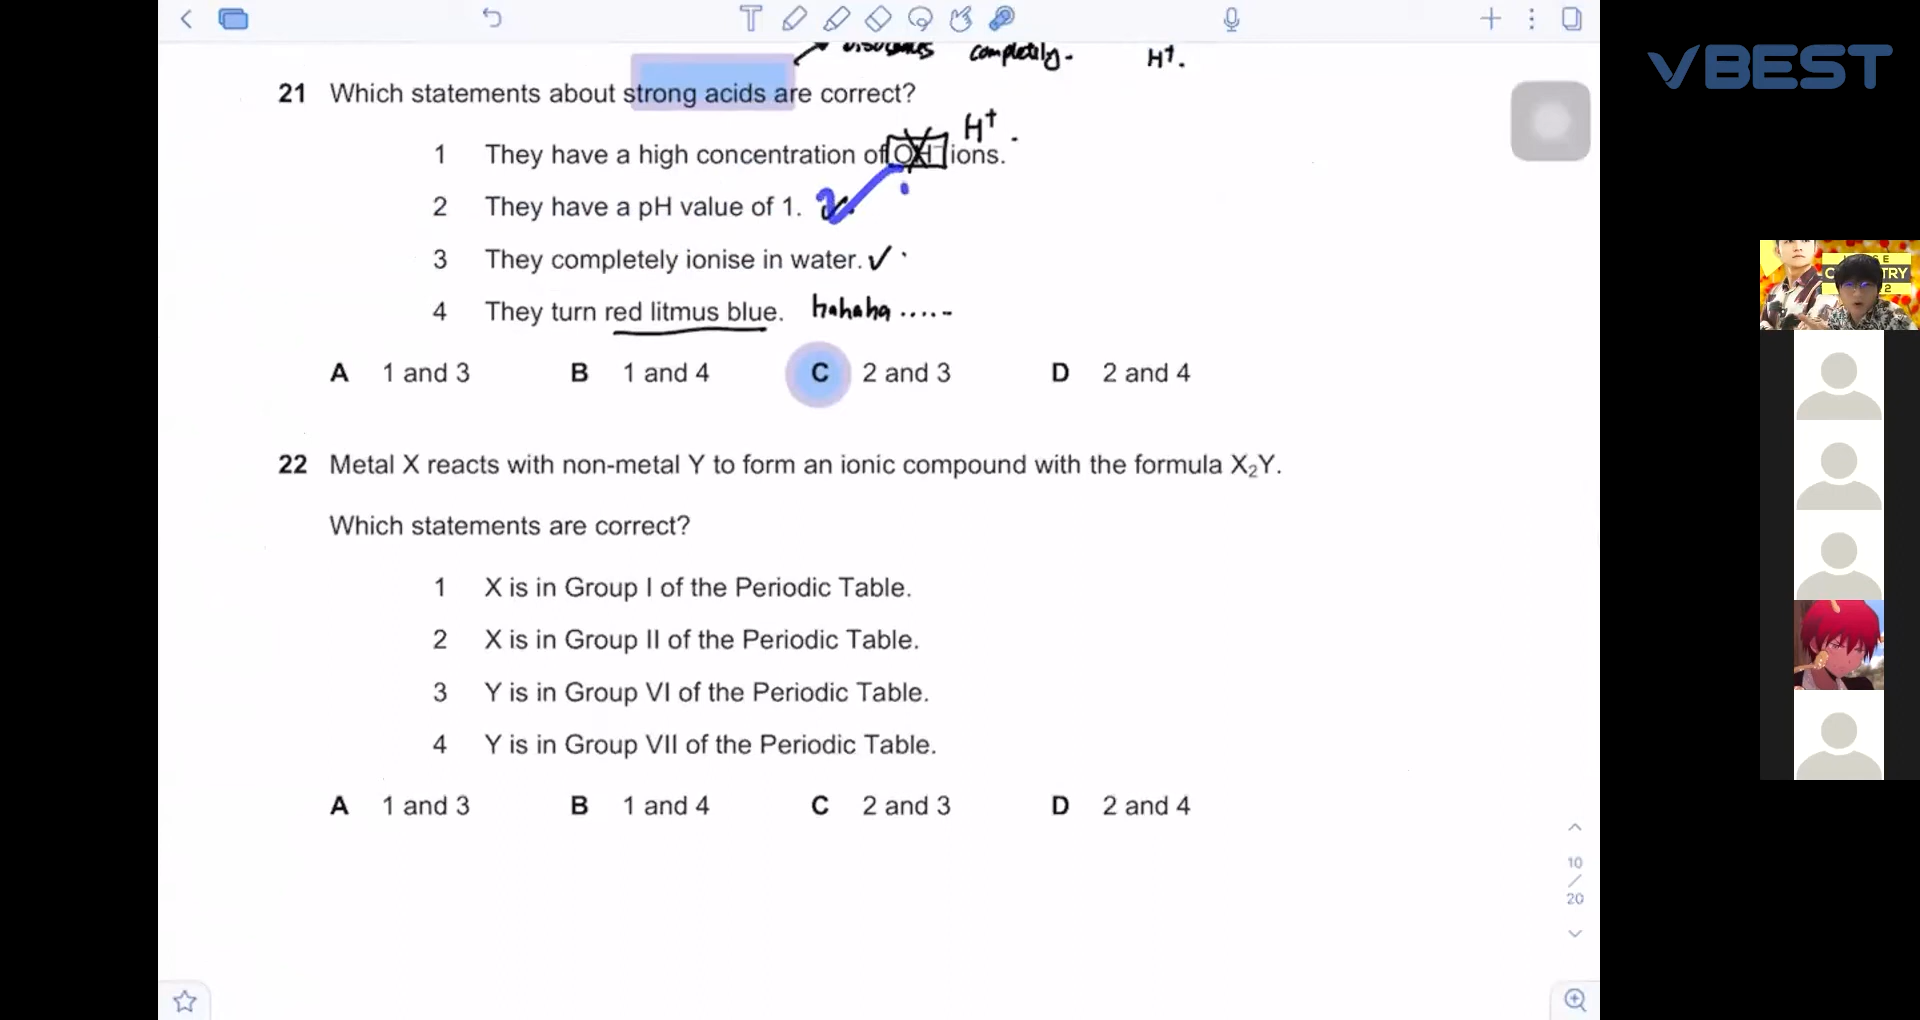 completely. H⁺.
VBEST
21 Which statements about strong acids are correct?
H⁺.
1 They have a high concentration of OH⁻ ions.
2 They have a pH value of 1.
3 They completely ionise in water. ✓
4 They turn red litmus blue. hahaha .....
A 1 and 3 B 1 and 4 C 2 and 3 D 2 and 4
22 Metal X reacts with non-metal Y to form an ionic compound with the formula X₂Y.
Which statements are correct?
1 X is in Group I of the Periodic Table.
2 X is in Group II of the Periodic Table.
3 Y is in Group VI of the Periodic Table.
4 Y is in Group VII of the Periodic Table.
A 1 and 3 B 1 and 4 C 2 and 3 D 2 and 4
10
/
20